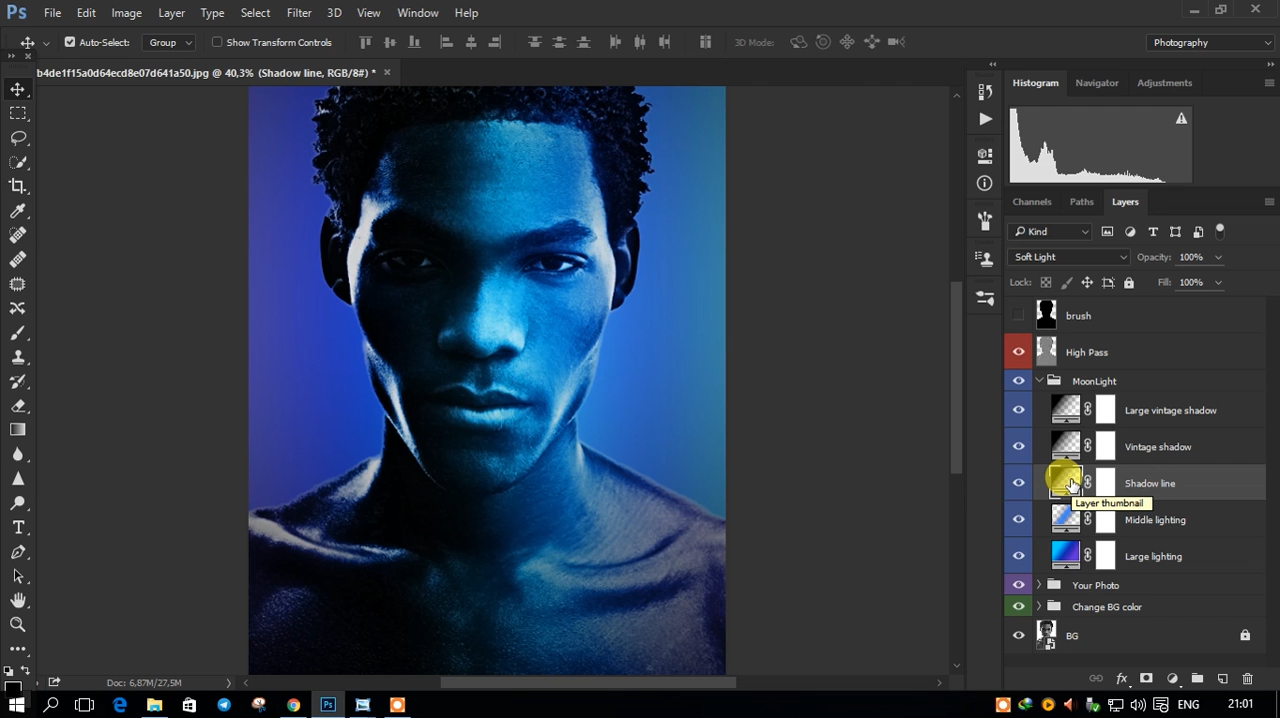 Ps File Edit Image Layer Type Select Filter 3D View Window Help
Auto-Select: Group Show Transform Controls 3D Mode: Photography
b4de1f15a0d64ecd8e07d641a50.jpg @ 40,3% (Shadow line, RGB/8#) *
Histogram Navigator Adjustments
Channels Paths Layers
Kind
Soft Light Opacity: 100%
Lock: Fill: 100%
brush
High Pass
MoonLight
Large vintage shadow
Vintage shadow
Shadow line
Layer thumbnail
Middle lighting
Large lighting
Your Photo
Change BG color
BG
Doc: 6,87M/27,5M
fx
Ps ENG 21:01